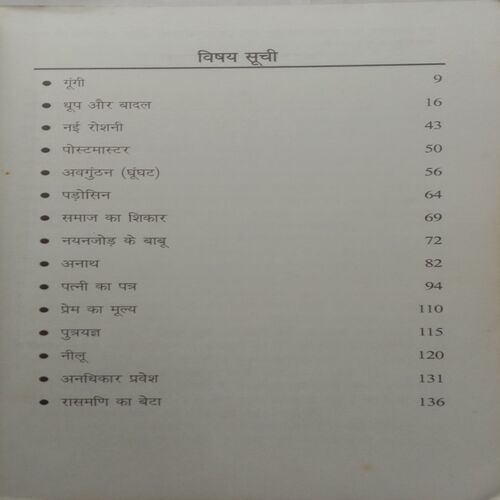 विषय सूची
● गूंगी 9
● धूप और बादल 16
● नई रोशनी 43
● पोस्टमास्टर 50
● अवगुंठन (घूंघट) 56
● पड़ोसिन 64
● समाज का शिकार 69
● नयनजोड़ के बाबू 72
● अनाथ 82
● पत्नी का पत्र 94
● प्रेम का मूल्य 110
● पुत्रयज्ञ 115
● नीलू 120
● अनधिकार प्रवेश 131
● रासमणि का बेटा 136